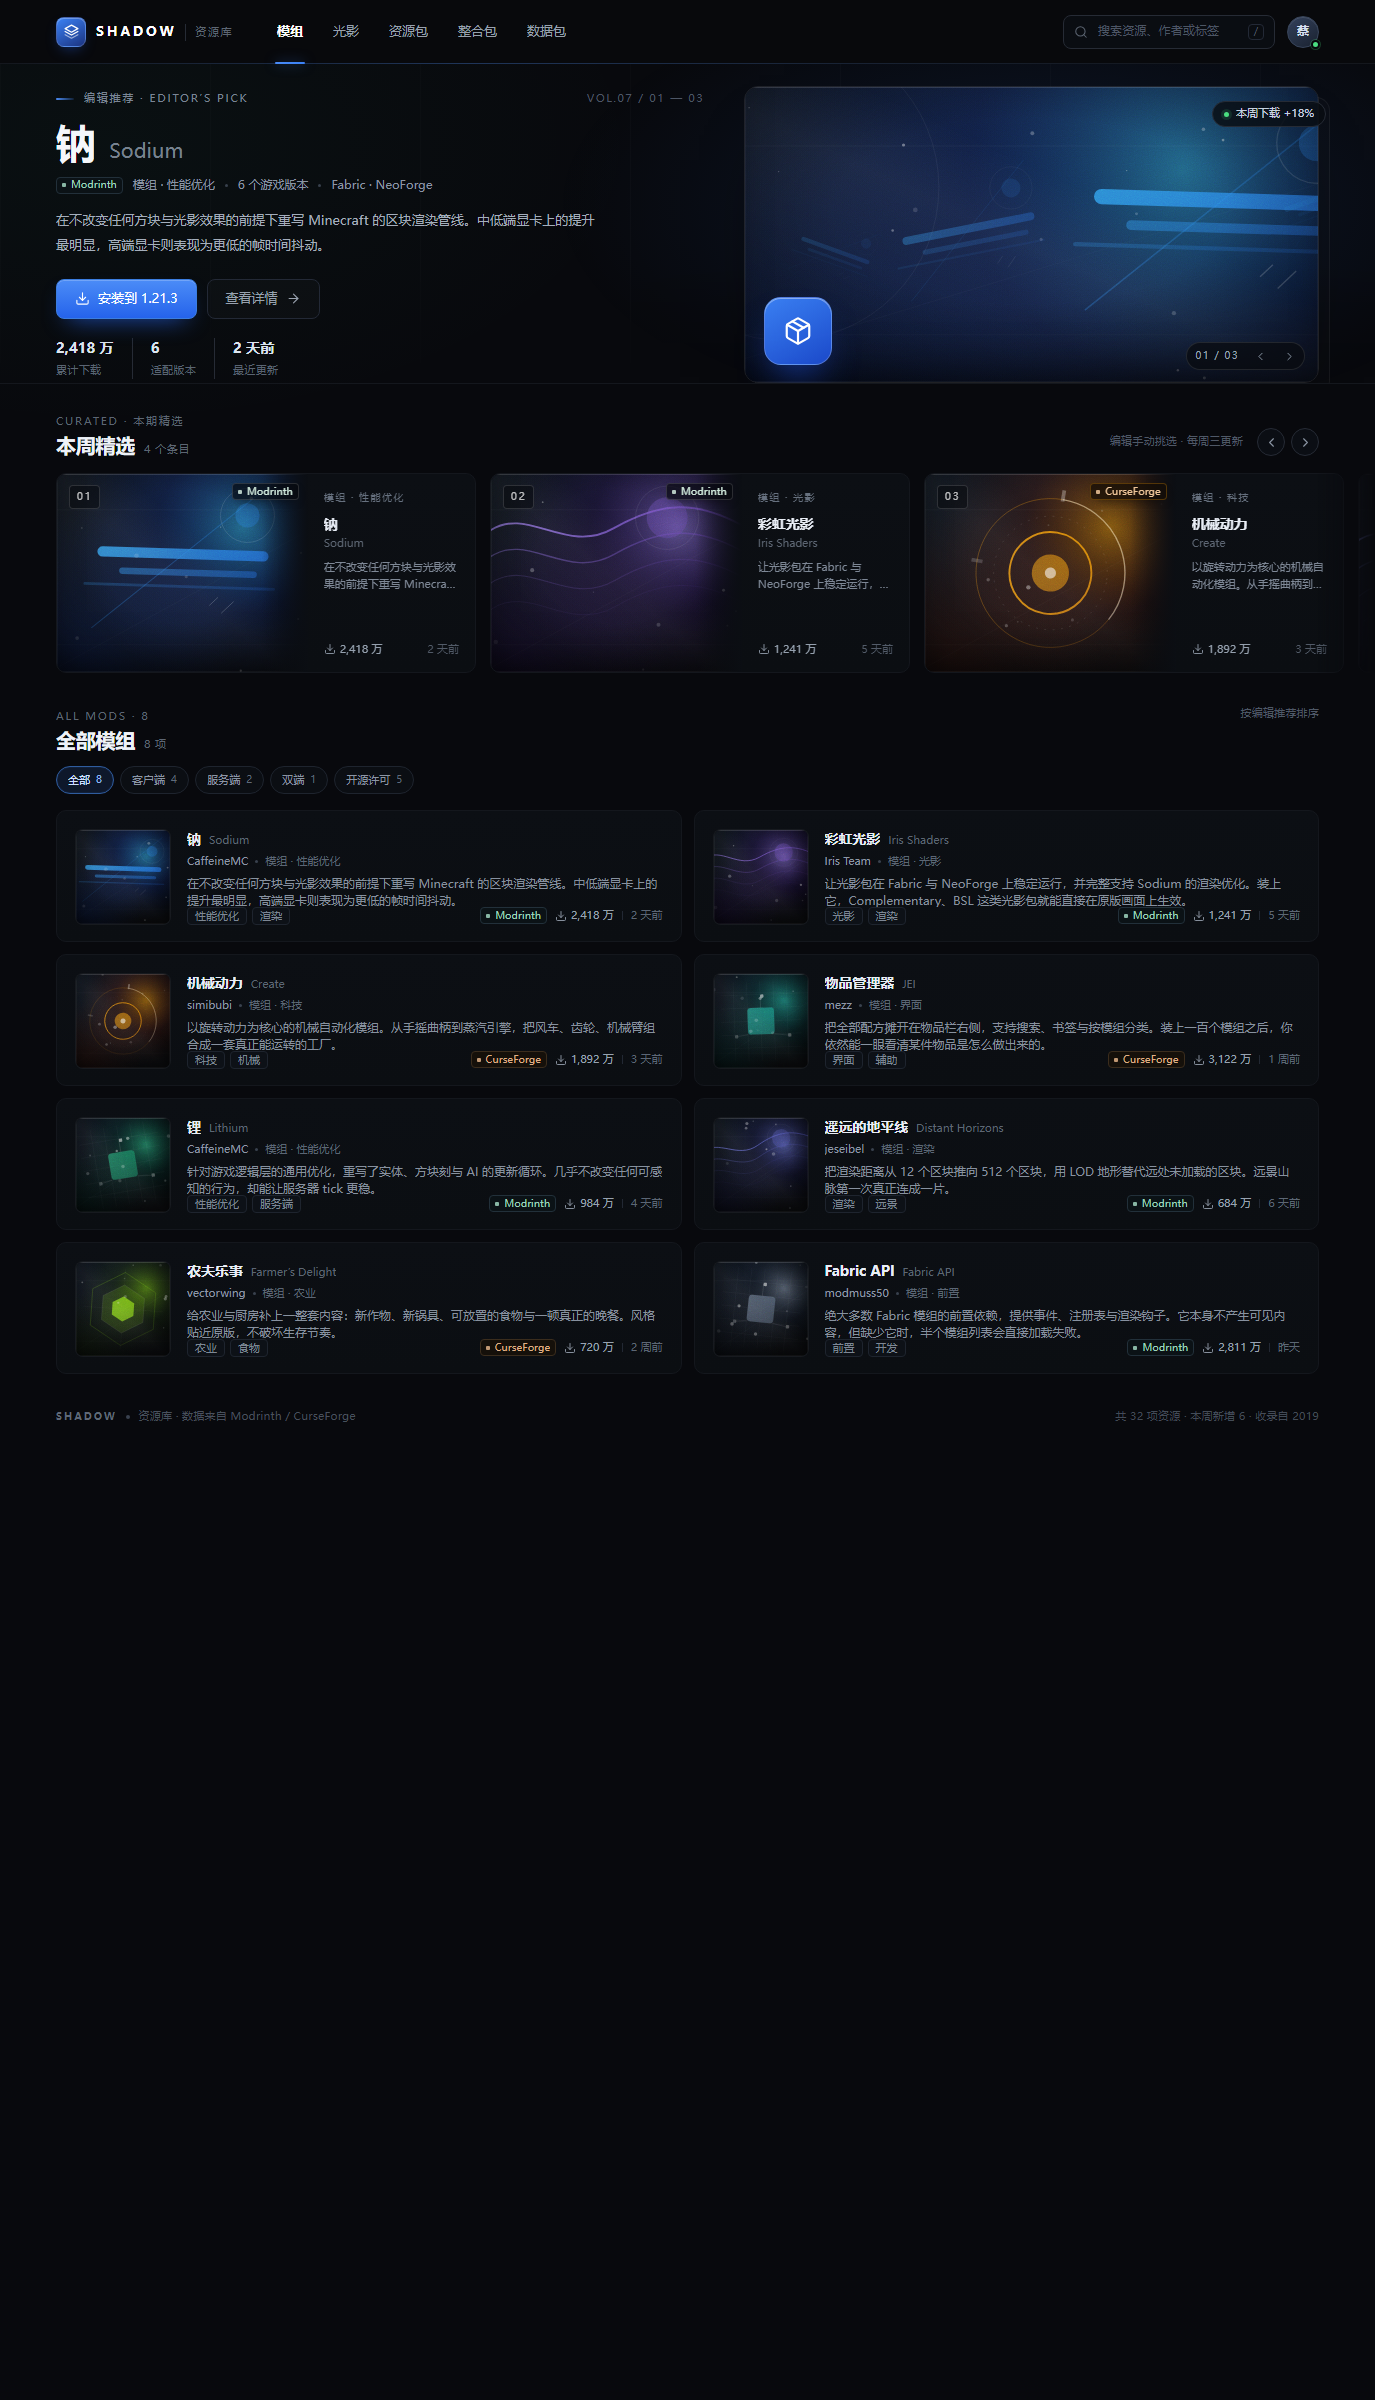 SHADOW 资源库 模组 光影 资源包 整合包 数据包 搜索资源、作者或标签 / 蔡
编辑推荐 · EDITOR'S PICK VOL.07 / 01 — 03
本周下载 +18%
钠 Sodium
Modrinth 模组 · 性能优化 • 6 个游戏版本 • Fabric · NeoForge
在不改变任何方块与光影效果的前提下重写 Minecraft 的区块渲染管线。中低端显卡上的提升
最明显，高端显卡则表现为更低的帧时间抖动。
安装到 1.21.3 查看详情
2,418 万 6 2 天前
累计下载 适配版本 最近更新
01 / 03
CURATED · 本期精选
本周精选 4 个条目 编辑手动挑选 · 每周三更新
01 Modrinth
模组 · 性能优化
钠
Sodium
在不改变任何方块与光影效
果的前提下重写 Minecra...
2,418 万 2 天前
02 Modrinth
模组 · 光影
彩虹光影
Iris Shaders
让光影包在 Fabric 与
NeoForge 上稳定运行，...
1,241 万 5 天前
03 CurseForge
模组 · 科技
机械动力
Create
以旋转动力为核心的机械自
动化模组。从手摇曲柄到...
1,892 万 3 天前
ALL MODS · 8
全部模组 8 项 按编辑推荐排序
全部 8 客户端 4 服务端 2 双端 1 开源许可 5
钠 Sodium
CaffeineMC • 模组 · 性能优化
在不改变任何方块与光影效果的前提下重写 Minecraft 的区块渲染管线。中低端显卡上的
提升最明显，高端显卡则表现为更低的帧时间抖动。
性能优化 渲染 Modrinth 2,418 万 2 天前
彩虹光影 Iris Shaders
Iris Team • 模组 · 光影
让光影包在 Fabric 与 NeoForge 上稳定运行，并完整支持 Sodium 的渲染优化。装上
它，Complementary、BSL 这类光影包就能直接在原版画面上生效。
光影 渲染 Modrinth 1,241 万 5 天前
机械动力 Create
simibubi • 模组 · 科技
以旋转动力为核心的机械自动化模组。从手摇曲柄到蒸汽引擎，把风车、齿轮、机械臂组
合成一套真正能运转的工厂。
科技 机械 CurseForge 1,892 万 3 天前
物品管理器 JEI
mezz • 模组 · 界面
把全部配方摊开在物品栏右侧，支持搜索、书签与按模组分类。装上一百个模组之后，你
依然能一眼看清某件物品是怎么做出来的。
界面 辅助 CurseForge 3,122 万 1 周前
锂 Lithium
CaffeineMC • 模组 · 性能优化
针对游戏逻辑层的通用优化，重写了实体、方块刻与 AI 的更新循环。几乎不改变任何可感
知的行为，却能让服务器 tick 更稳。
性能优化 服务端 Modrinth 984 万 4 天前
遥远的地平线 Distant Horizons
jeseibel • 模组 · 渲染
把渲染距离从 12 个区块推向 512 个区块，用 LOD 地形替代远处未加载的区块。远景山
脉第一次真正连成一片。
渲染 远景 Modrinth 684 万 6 天前
农夫乐事 Farmer's Delight
vectorwing • 模组 · 农业
给农业与厨房补上一整套内容：新作物、新锅具、可放置的食物与一顿真正的晚餐。风格
贴近原版，不破坏生存节奏。
农业 食物 CurseForge 720 万 2 周前
Fabric API Fabric API
modmuss50 • 模组 · 前置
绝大多数 Fabric 模组的前置依赖，提供事件、注册表与渲染钩子。它本身不产生可见内
容，但缺少它时，半个模组列表会直接加载失败。
前置 开发 Modrinth 2,811 万 昨天
SHADOW • 资源库 · 数据来自 Modrinth / CurseForge 共 32 项资源 · 本周新增 6 · 收录自 2019